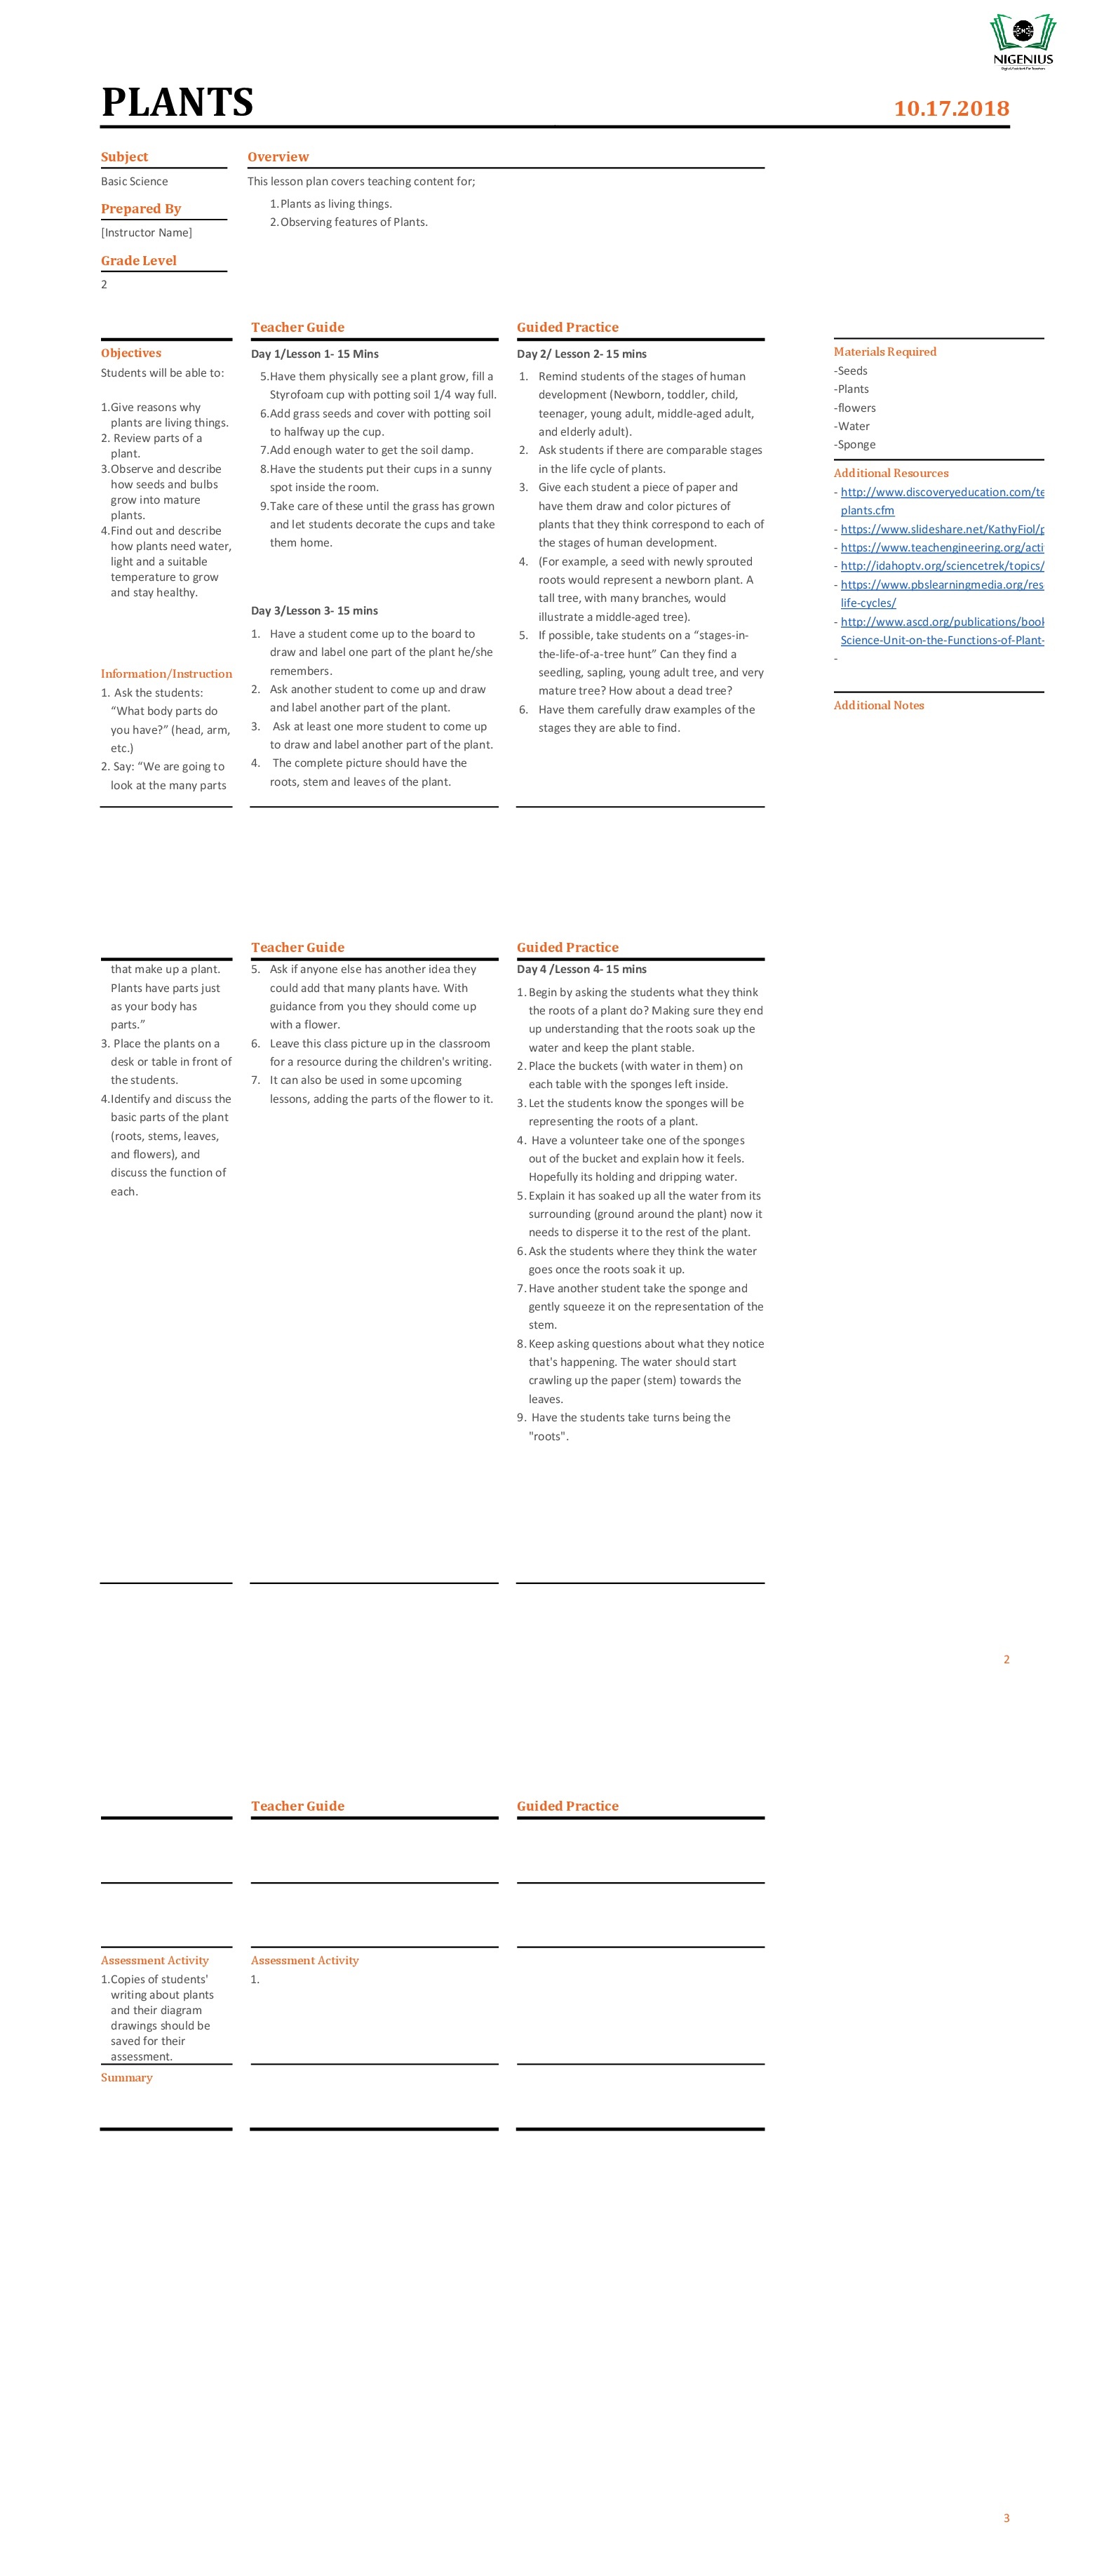 NIGENIUS
PLANTS
10.17.2018
Subject
Basic Science
Prepared By
[Instructor Name]
Grade Level
2
Overview
This lesson plan covers teaching content for;
1.Plants as living things.
2.Observing features of Plants.
Objectives
Students will be able to:
1.Give reasons why
plants are living things.
2. Review parts of a
plant.
3.Observe and describe
how seeds and bulbs
grow into mature
plants.
4.Find out and describe
how plants need water,
light and a suitable
temperature to grow
and stay healthy.
Information/Instruction
1. Ask the students:
“What body parts do
you have?” (head, arm,
etc.)
2. Say: “We are going to
look at the many parts
Teacher Guide
Day 1/Lesson 1- 15 Mins
5.Have them physically see a plant grow, fill a
Styrofoam cup with potting soil 1/4 way full.
6.Add grass seeds and cover with potting soil
to halfway up the cup.
7.Add enough water to get the soil damp.
8.Have the students put their cups in a sunny
spot inside the room.
9.Take care of these until the grass has grown
and let students decorate the cups and take
them home.
Day 3/Lesson 3- 15 mins
1. Have a student come up to the board to
draw and label one part of the plant he/she
remembers.
2. Ask another student to come up and draw
and label another part of the plant.
3. Ask at least one more student to come up
to draw and label another part of the plant.
4. The complete picture should have the
roots, stem and leaves of the plant.
Guided Practice
Day 2/ Lesson 2- 15 mins
1. Remind students of the stages of human
development (Newborn, toddler, child,
teenager, young adult, middle-aged adult,
and elderly adult).
2. Ask students if there are comparable stages
in the life cycle of plants.
3. Give each student a piece of paper and
have them draw and color pictures of
plants that they think correspond to each of
the stages of human development.
4. (For example, a seed with newly sprouted
roots would represent a newborn plant. A
tall tree, with many branches, would
illustrate a middle-aged tree).
5. If possible, take students on a “stages-in-
the-life-of-a-tree hunt” Can they find a
seedling, sapling, young adult tree, and very
mature tree? How about a dead tree?
6. Have them carefully draw examples of the
stages they are able to find.
Materials Required
-Seeds
-Plants
-flowers
-Water
-Sponge
Additional Resources
- http://www.discoveryeducation.com/te
plants.cfm
- https://www.slideshare.net/KathyFiol/p
- https://www.teachengineering.org/acti
- http://idahoptv.org/sciencetrek/topics/
- https://www.pbslearningmedia.org/res
life-cycles/
- http://www.ascd.org/publications/book
Science-Unit-on-the-Functions-of-Plant-
-
Additional Notes
that make up a plant.
Plants have parts just
as your body has
parts.”
3. Place the plants on a
desk or table in front of
the students.
4.Identify and discuss the
basic parts of the plant
(roots, stems, leaves,
and flowers), and
discuss the function of
each.
Teacher Guide
5. Ask if anyone else has another idea they
could add that many plants have. With
guidance from you they should come up
with a flower.
6. Leave this class picture up in the classroom
for a resource during the children's writing.
7. It can also be used in some upcoming
lessons, adding the parts of the flower to it.
Guided Practice
Day 4 /Lesson 4- 15 mins
1. Begin by asking the students what they think
the roots of a plant do? Making sure they end
up understanding that the roots soak up the
water and keep the plant stable.
2. Place the buckets (with water in them) on
each table with the sponges left inside.
3. Let the students know the sponges will be
representing the roots of a plant.
4. Have a volunteer take one of the sponges
out of the bucket and explain how it feels.
Hopefully its holding and dripping water.
5. Explain it has soaked up all the water from its
surrounding (ground around the plant) now it
needs to disperse it to the rest of the plant.
6. Ask the students where they think the water
goes once the roots soak it up.
7. Have another student take the sponge and
gently squeeze it on the representation of the
stem.
8. Keep asking questions about what they notice
that's happening. The water should start
crawling up the paper (stem) towards the
leaves.
9. Have the students take turns being the
"roots".
2
Teacher Guide
Guided Practice
Assessment Activity
1.Copies of students'
writing about plants
and their diagram
drawings should be
saved for their
assessment.
Assessment Activity
1.
Summary
3